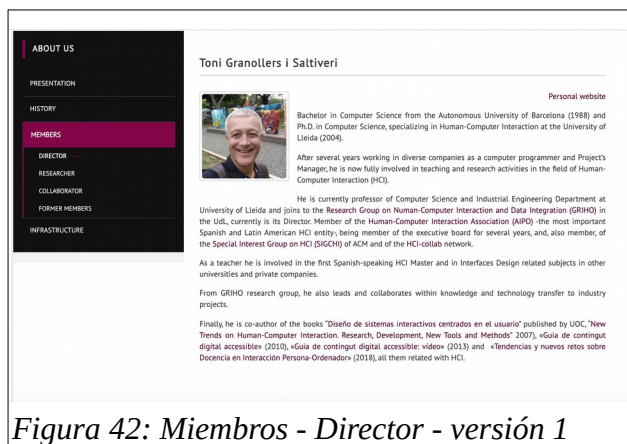 ABOUT US
PRESENTATION
HISTORY
MEMBERS
DIRECTOR
RESEARCHER
COLLABORATOR
FORMER MEMBERS
INFRASTRUCTURE
Toni Granollers i Saltiveri
Personal website
Bachelor in Computer Science from the Autonomous University of Barcelona (1988) and
Ph.D. in Computer Science, specializing in Human-Computer Interaction at the University of
Lleida (2004).
After several years working in diverse companies as a computer programmer and Project's
Manager, he is now fully involved in teaching and research activities in the field of Human-
Computer Interaction (HCI).
He is currently professor of Computer Science and Industrial Engineering Department at
University of Lleida and joins to the Research Group on Numan-Computer Interaction and Data Integration (GRIHO) in
the UdL, currently is its Director. Member of the Human-Computer Interaction Association (AIPO) -the most important
Spanish and Latin American HCI entity-, being member of the executive board for several years, and, also member, of
the Special Interest Group on HCI (SIGCHI) of ACM and of the HCI-collab network.
As a teacher he is involved in the first Spanish-speaking HCI Master and in Interfaces Design related subjects in other
universities and private companies.
From GRIHO research group, he also leads and collaborates within knowledge and technology transfer to industry
projects.
Finally, he is co-author of the books "Diseño de sistemas interactivos centrados en el usuario" published by UOC, "New
Trends on Human-Computer Interaction. Research, Development, New Tools and Methods" 2007), «Guia de contingut
digital accessible» (2010), «Guia de contingut digital accessible: vídeo» (2013) and «Tendencias y nuevos retos sobre
Docencia en Interacción Persona-Ordenador» (2018), all them related with HCI.
Figura 42: Miembros - Director - versión 1